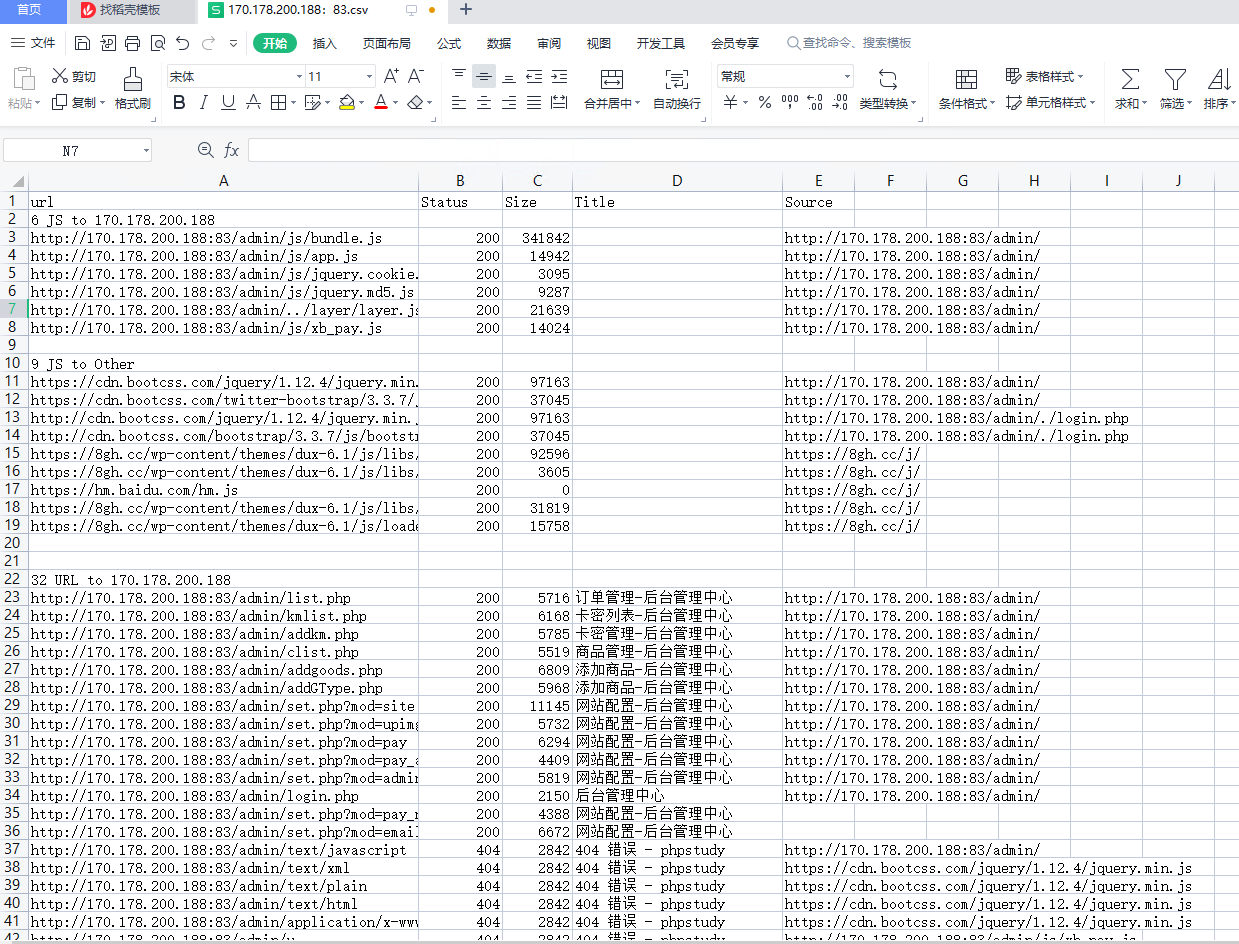 首页 找稻壳模板 S 170.178.200.188：83.csv +
文件 开始 插入 页面布局 公式 数据 审阅 视图 开发工具 会员专享 查找命令、搜索模板
粘贴 剪切 复制 格式刷 宋体 11 A+ A- B I U A A 合并居中 自动换行 常规 ¥ % 000 .00 .00 类型转换 条件格式 表格样式 单元格样式 求和 筛选 排序
N7 fx
A B C D E F G H I J
1 url Status Size Title Source
2 6 JS to 170.178.200.188
3 http://170.178.200.188:83/admin/js/bundle.js 200 341842 http://170.178.200.188:83/admin/
4 http://170.178.200.188:83/admin/js/app.js 200 14942 http://170.178.200.188:83/admin/
5 http://170.178.200.188:83/admin/js/jquery.cookie. 200 3095 http://170.178.200.188:83/admin/
6 http://170.178.200.188:83/admin/js/jquery.md5.js 200 9287 http://170.178.200.188:83/admin/
7 http://170.178.200.188:83/admin/../layer/layer.js 200 21639 http://170.178.200.188:83/admin/
8 http://170.178.200.188:83/admin/js/xb_pay.js 200 14024 http://170.178.200.188:83/admin/
9
10 9 JS to Other
11 https://cdn.bootcss.com/jquery/1.12.4/jquery.min. 200 97163 http://170.178.200.188:83/admin/
12 https://cdn.bootcss.com/twitter-bootstrap/3.3.7/ 200 37045 http://170.178.200.188:83/admin/
13 http://cdn.bootcss.com/jquery/1.12.4/jquery.min. 200 97163 http://170.178.200.188:83/admin/./login.php
14 http://cdn.bootcss.com/bootstrap/3.3.7/js/bootstr 200 37045 http://170.178.200.188:83/admin/./login.php
15 https://8gh.cc/wp-content/themes/dux-6.1/js/libs/ 200 92596 https://8gh.cc/j/
16 https://8gh.cc/wp-content/themes/dux-6.1/js/libs/ 200 3605 https://8gh.cc/j/
17 https://hm.baidu.com/hm.js 200 0 https://8gh.cc/j/
18 https://8gh.cc/wp-content/themes/dux-6.1/js/libs/ 200 31819 https://8gh.cc/j/
19 https://8gh.cc/wp-content/themes/dux-6.1/js/loade 200 15758 https://8gh.cc/j/
20
21
22 32 URL to 170.178.200.188
23 http://170.178.200.188:83/admin/list.php 200 5716 订单管理-后台管理中心 http://170.178.200.188:83/admin/
24 http://170.178.200.188:83/admin/kmlist.php 200 6168 卡密列表-后台管理中心 http://170.178.200.188:83/admin/
25 http://170.178.200.188:83/admin/addkm.php 200 5785 卡密管理-后台管理中心 http://170.178.200.188:83/admin/
26 http://170.178.200.188:83/admin/clist.php 200 5519 商品管理-后台管理中心 http://170.178.200.188:83/admin/
27 http://170.178.200.188:83/admin/addgoods.php 200 6809 添加商品-后台管理中心 http://170.178.200.188:83/admin/
28 http://170.178.200.188:83/admin/addGType.php 200 5968 添加商品-后台管理中心 http://170.178.200.188:83/admin/
29 http://170.178.200.188:83/admin/set.php?mod=site 200 11145 网站配置-后台管理中心 http://170.178.200.188:83/admin/
30 http://170.178.200.188:83/admin/set.php?mod=upimg 200 5732 网站配置-后台管理中心 http://170.178.200.188:83/admin/
31 http://170.178.200.188:83/admin/set.php?mod=pay 200 6294 网站配置-后台管理中心 http://170.178.200.188:83/admin/
32 http://170.178.200.188:83/admin/set.php?mod=pay_a 200 4409 网站配置-后台管理中心 http://170.178.200.188:83/admin/
33 http://170.178.200.188:83/admin/set.php?mod=admin 200 5819 网站配置-后台管理中心 http://170.178.200.188:83/admin/
34 http://170.178.200.188:83/admin/login.php 200 2150 后台管理中心 http://170.178.200.188:83/admin/
35 http://170.178.200.188:83/admin/set.php?mod=pay_n 200 4388 网站配置-后台管理中心
36 http://170.178.200.188:83/admin/set.php?mod=email 200 6672 网站配置-后台管理中心
37 http://170.178.200.188:83/admin/text/javascript 404 2842 404 错误 - phpstudy http://170.178.200.188:83/admin/
38 http://170.178.200.188:83/admin/text/xml 404 2842 404 错误 - phpstudy https://cdn.bootcss.com/jquery/1.12.4/jquery.min.js
39 http://170.178.200.188:83/admin/text/plain 404 2842 404 错误 - phpstudy https://cdn.bootcss.com/jquery/1.12.4/jquery.min.js
40 http://170.178.200.188:83/admin/text/html 404 2842 404 错误 - phpstudy https://cdn.bootcss.com/jquery/1.12.4/jquery.min.js
41 http://170.178.200.188:83/admin/application/x-www 404 2842 404 错误 - phpstudy https://cdn.bootcss.com/jquery/1.12.4/jquery.min.js